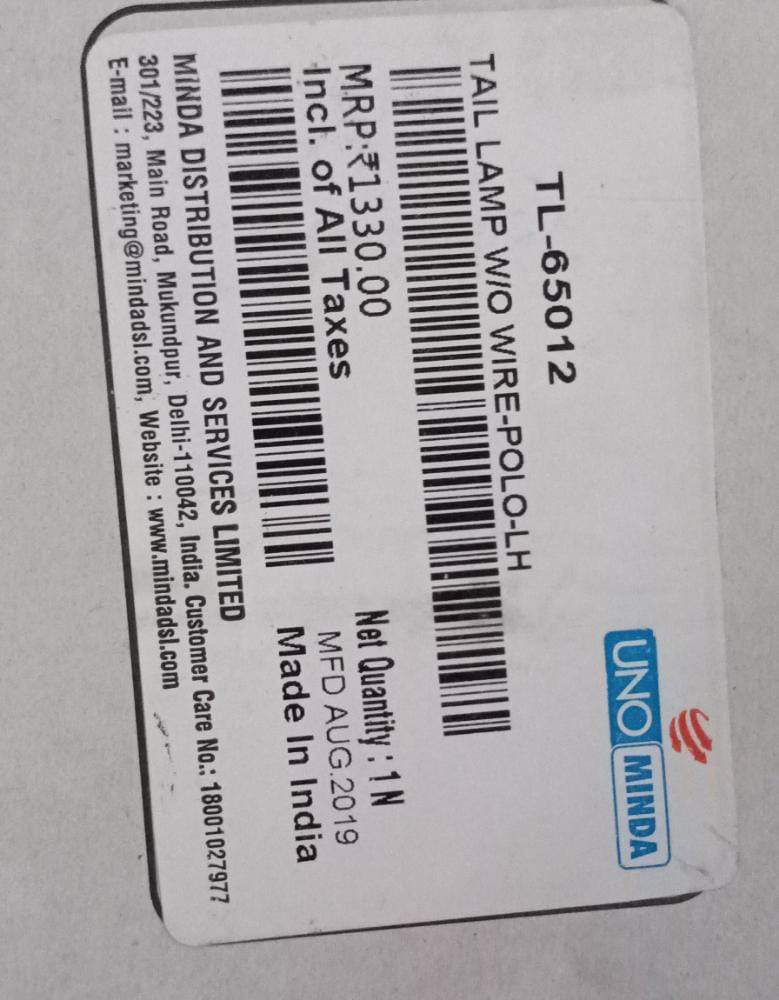 UNO MINDA
TL-65012
TAIL LAMP W/O WIRE-POLO-LH
MRP:₹1330.00
Incl. of All Taxes
Net Quantity : 1 N
MFD AUG.2019
Made In India
MINDA DISTRIBUTION AND SERVICES LIMITED
301/223, Main Road, Mukundpur, Delhi-110042, India. Customer Care No.: 18001027977
E-mail : marketing@mindadsl.com, Website : www.mindadsl.com